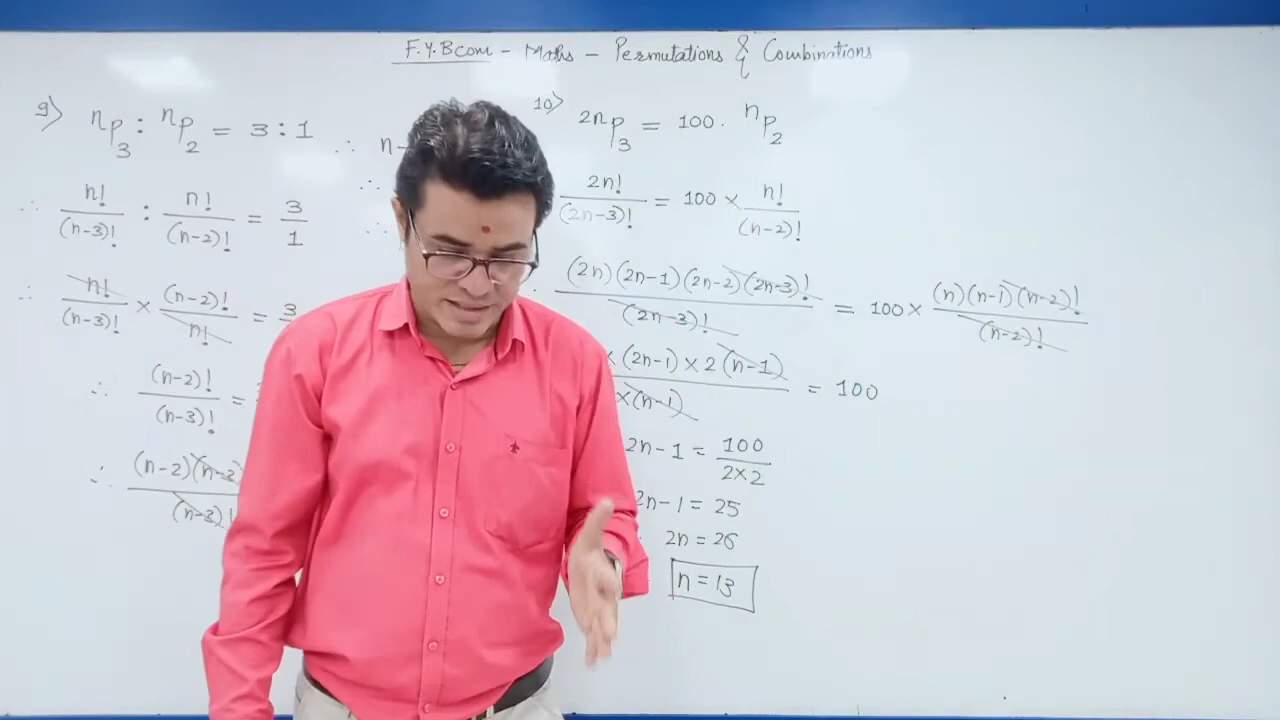 F.Y.BCom - Maths - Permutations & Combinations
9) nP3 : nP2 = 3:1
∴ n-
∴ n!/(n-3)! : n!/(n-2)! = 3/1
∴
∴
∴ n!/(n-3)! × (n-2)!/n! = 3
∴ (n-2)!/(n-3)! =
∴ (n-2)(n-3)!/(n-3)!
10) 2nP3 = 100. nP2
2n!/(2n-3)! = 100 × n!/(n-2)!
(2n)(2n-1)(2n-2)(2n-3)!/(2n-3)! = 100 × (n)(n-1)(n-2)!/(n-2)!
× (2n-1) × 2(n-1)/×(n-1) = 100
2n-1 = 100/2×2
2n-1 = 25
2n = 26
n = 13